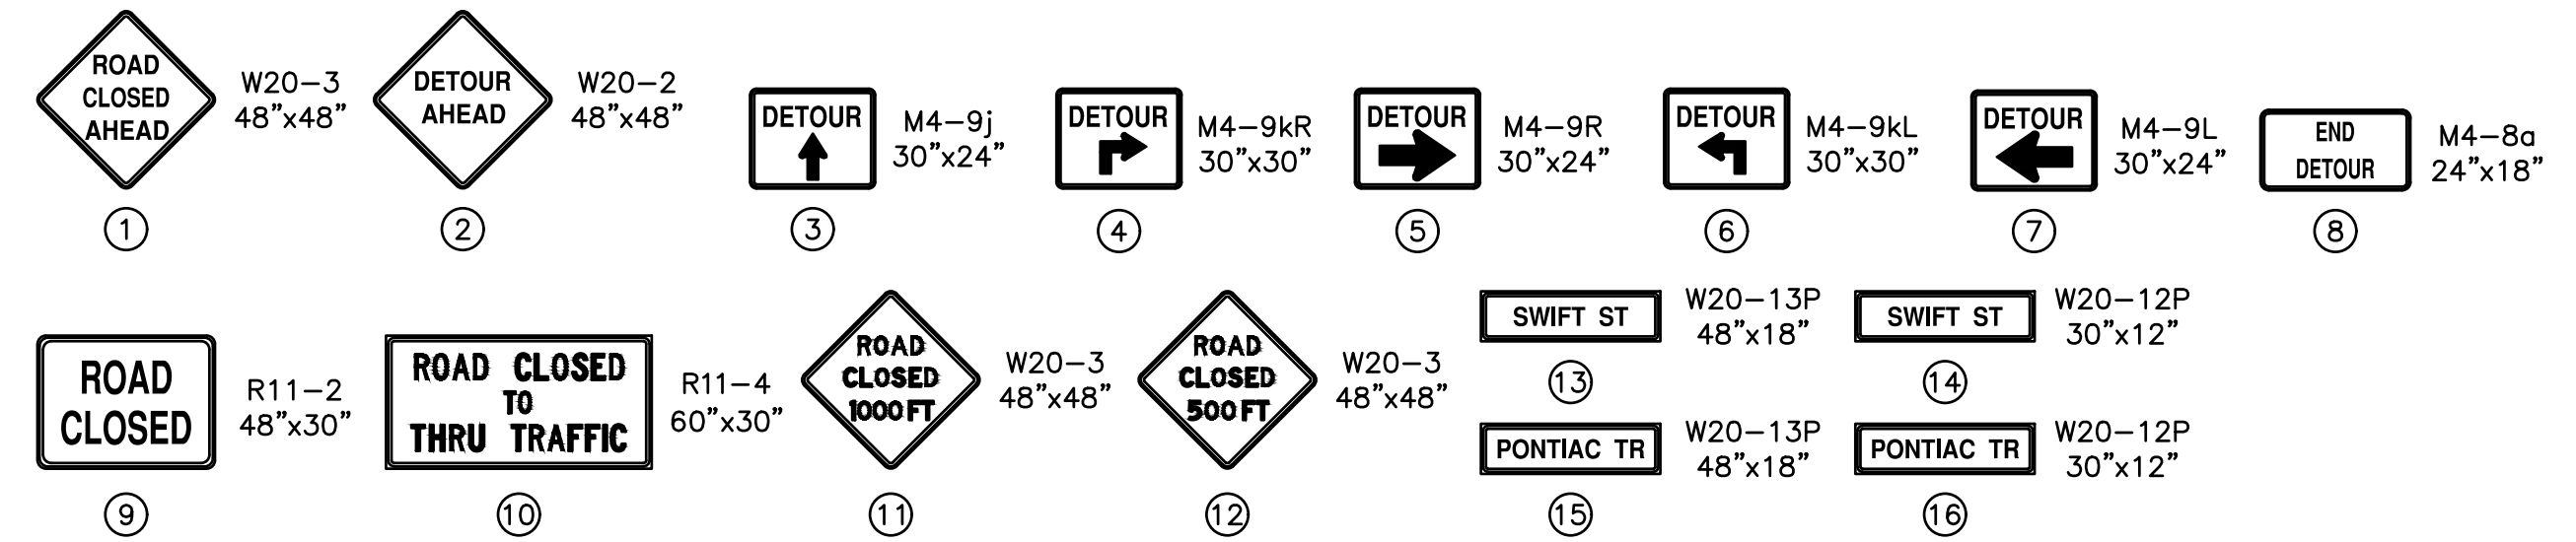 ROAD
CLOSED
AHEAD
W20-3
48"x48"
1
DETOUR
AHEAD
W20-2
48"x48"
2
DETOUR
M4-9j
30"x24"
3
DETOUR
M4-9kR
30"x30"
4
DETOUR
M4-9R
30"x24"
5
DETOUR
M4-9kL
30"x30"
6
DETOUR
M4-9L
30"x24"
7
END
DETOUR
M4-8a
24"x18"
8
ROAD
CLOSED
R11-2
48"x30"
9
ROAD CLOSED
TO
THRU TRAFFIC
R11-4
60"x30"
10
ROAD
CLOSED
1000 FT
W20-3
48"x48"
11
ROAD
CLOSED
500 FT
W20-3
48"x48"
12
SWIFT ST
W20-13P
48"x18"
13
SWIFT ST
W20-12P
30"x12"
14
PONTIAC TR
W20-13P
48"x18"
15
PONTIAC TR
W20-12P
30"x12"
16